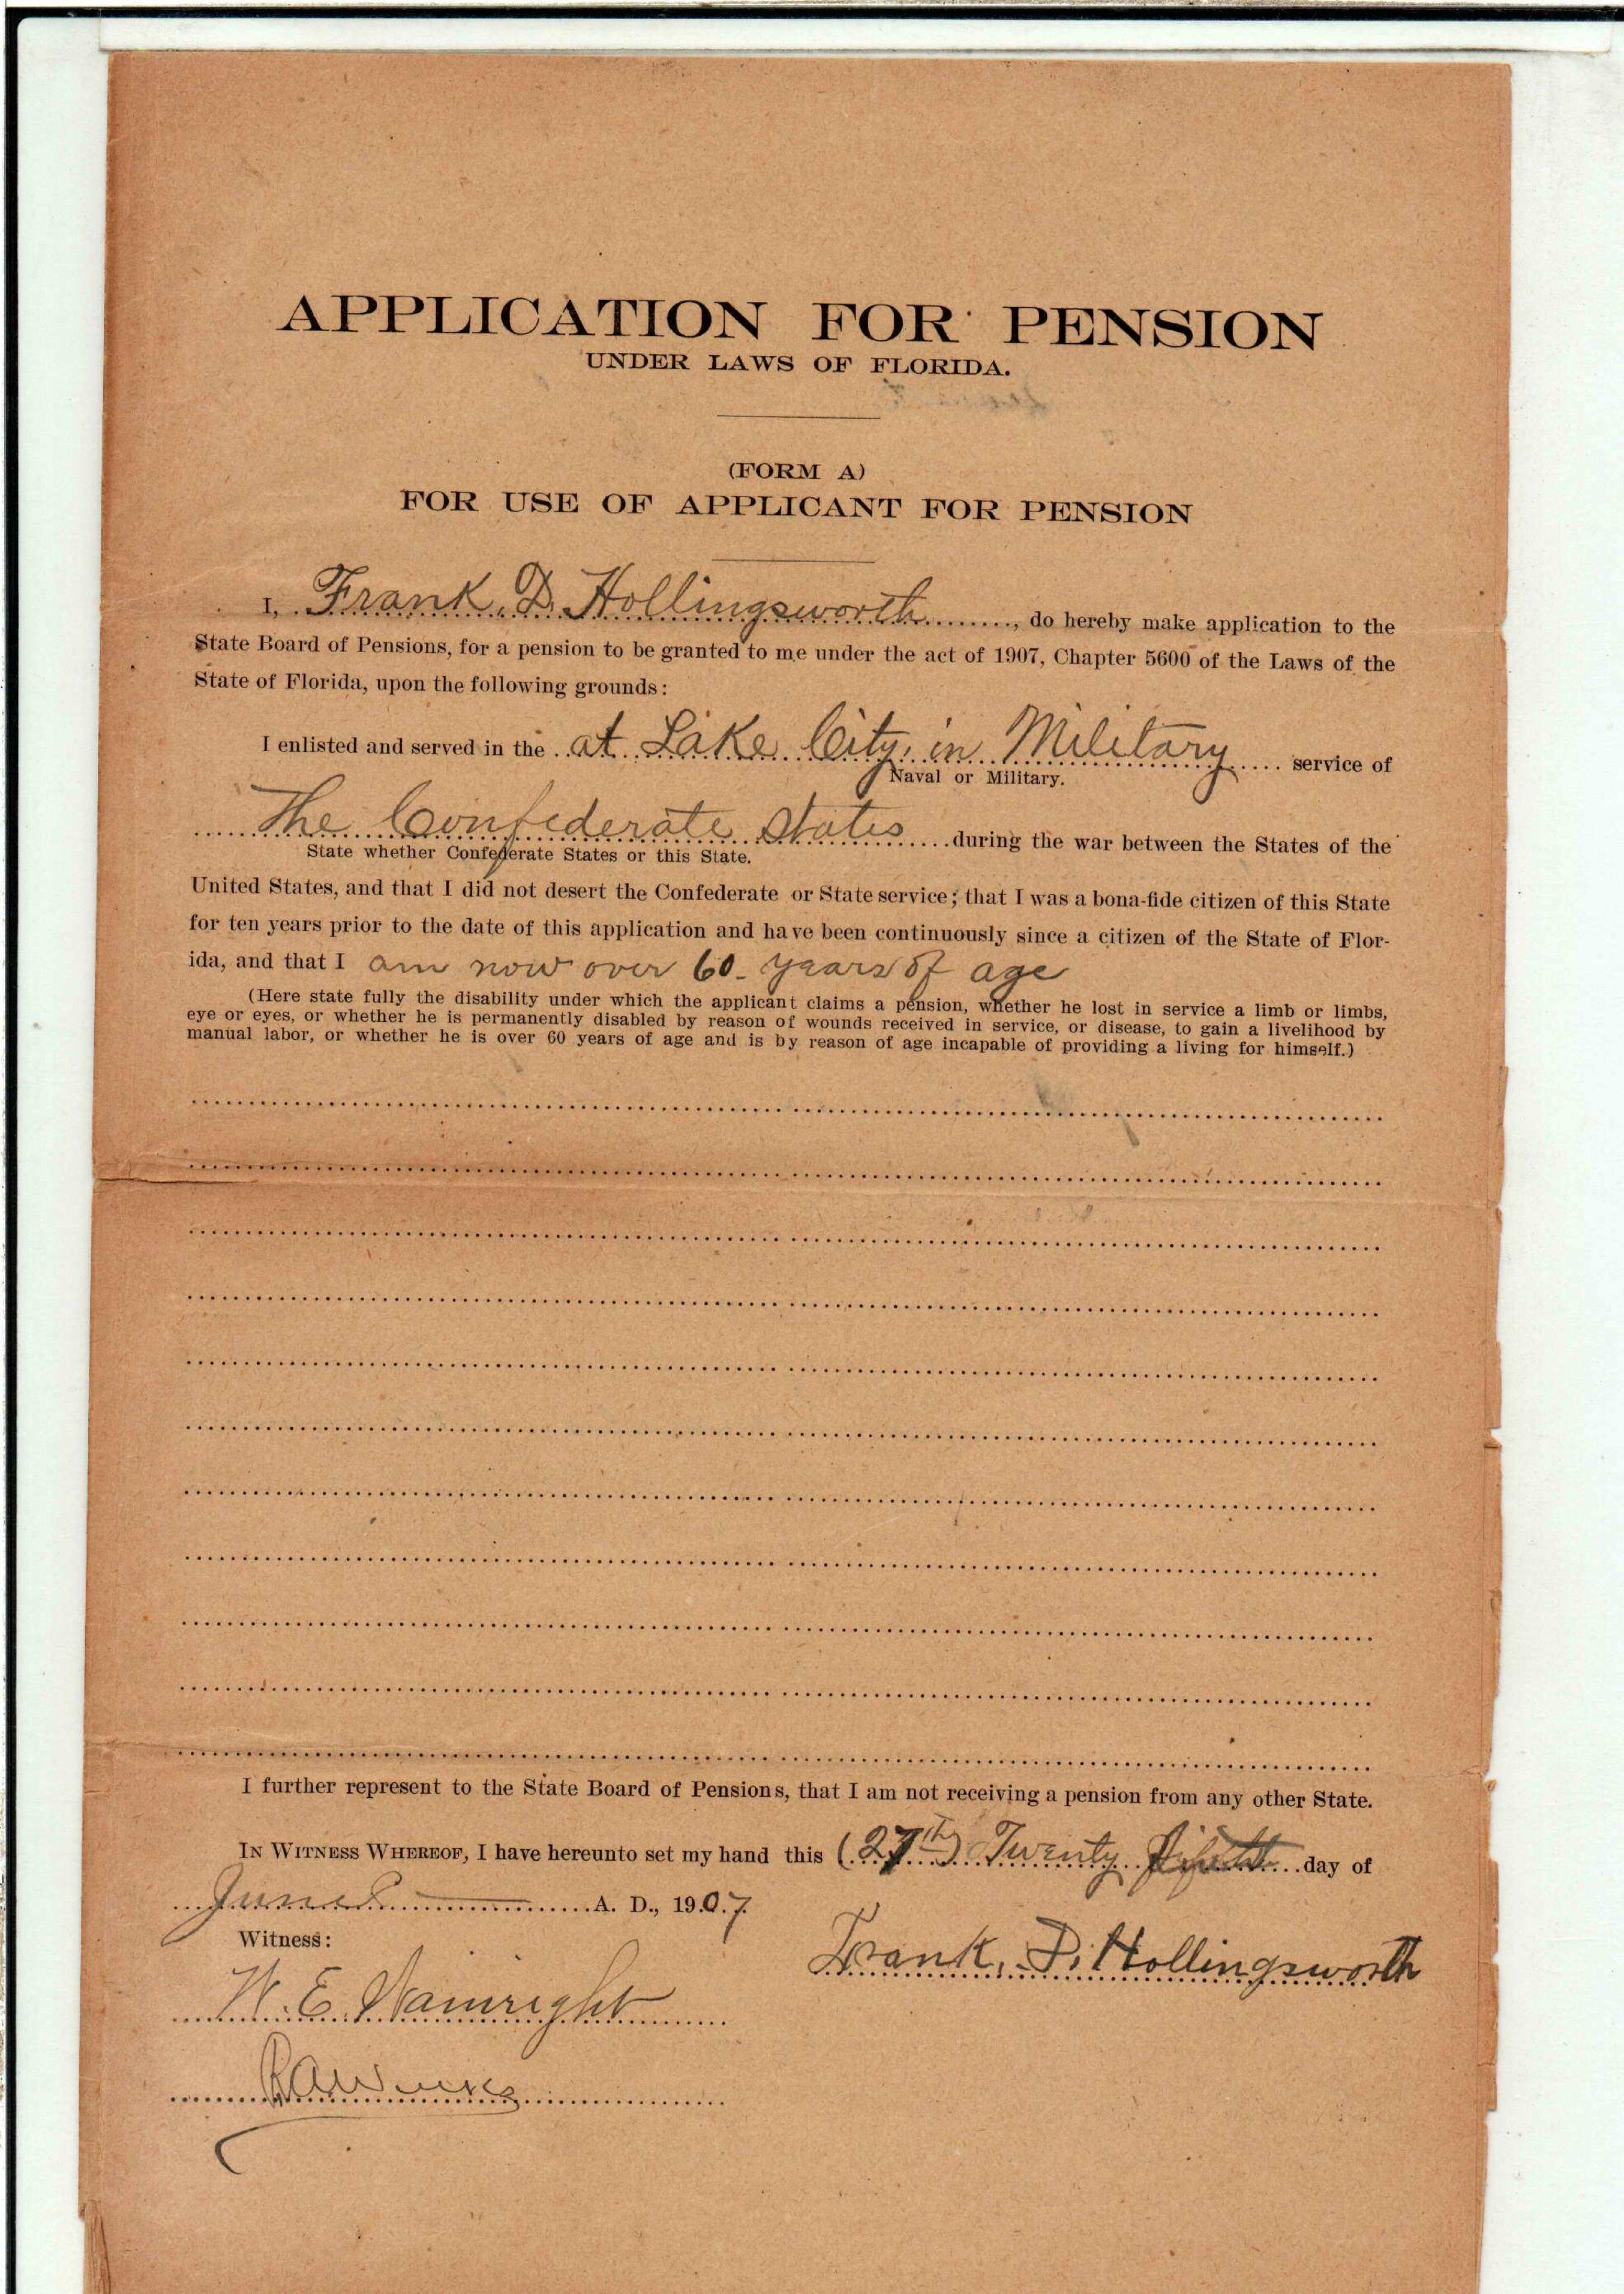 APPLICATION FOR PENSION
UNDER LAWS OF FLORIDA.
(FORM A)
FOR USE OF APPLICANT FOR PENSION
I, Frank. D. Hollingsworth, do hereby make application to the
State Board of Pensions, for a pension to be granted to me under the act of 1907, Chapter 5600 of the Laws of the
State of Florida, upon the following grounds:
I enlisted and served in the at Lake City, in Military service of
Naval or Military.
The Confederate States during the war between the States of the
State whether Confederate States or this State.
United States, and that I did not desert the Confederate or State service; that I was a bona-fide citizen of this State
for ten years prior to the date of this application and have been continuously since a citizen of the State of Flor-
ida, and that I am now over 60 years of age
(Here state fully the disability under which the applicant claims a pension, whether he lost in service a limb or limbs,
eye or eyes, or whether he is permanently disabled by reason of wounds received in service, or disease, to gain a livelihood by
manual labor, or whether he is over 60 years of age and is by reason of age incapable of providing a living for himself.)
I further represent to the State Board of Pensions, that I am not receiving a pension from any other State.
IN WITNESS WHEREOF, I have hereunto set my hand this (27th) Twenty day of
June A. D., 1907.
Witness:
Frank. D. Hollingsworth
W. E. Wainright